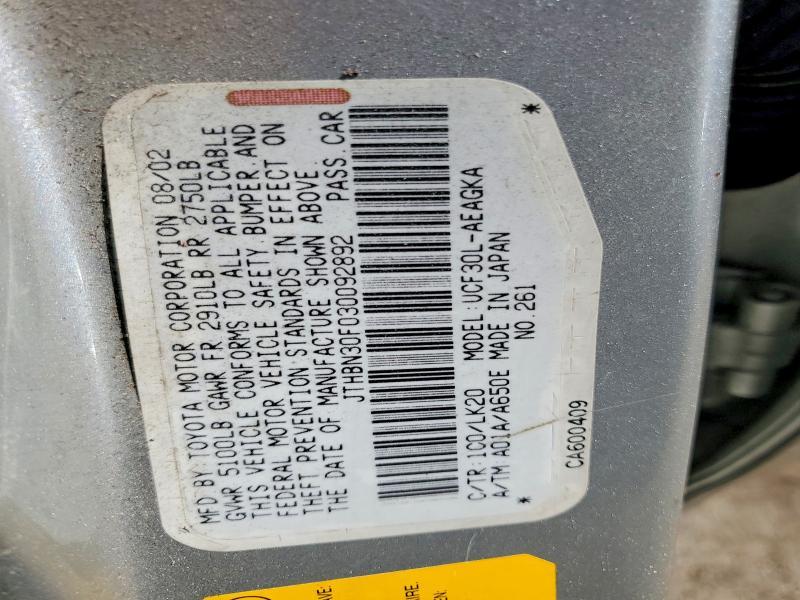 MFD BY: TOYOTA MOTOR CORPORATION 08/02
GVWR 5100LB GAWR FR 2910LB RR 2750LB
THIS VEHICLE CONFORMS TO ALL APPLICABLE
FEDERAL MOTOR VEHICLE SAFETY BUMPER, AND
THEFT PREVENTION STANDARDS IN EFFECT ON
THE DATE OF MANUFACTURE SHOWN ABOVE.
JTHBN30F030092892 PASS. CAR
C/TR: 1C0/LK20 MODEL: UCF30L-AEAGKA
A/TM A01A/A650E MADE IN JAPAN
* NO. 261 *
CA600409